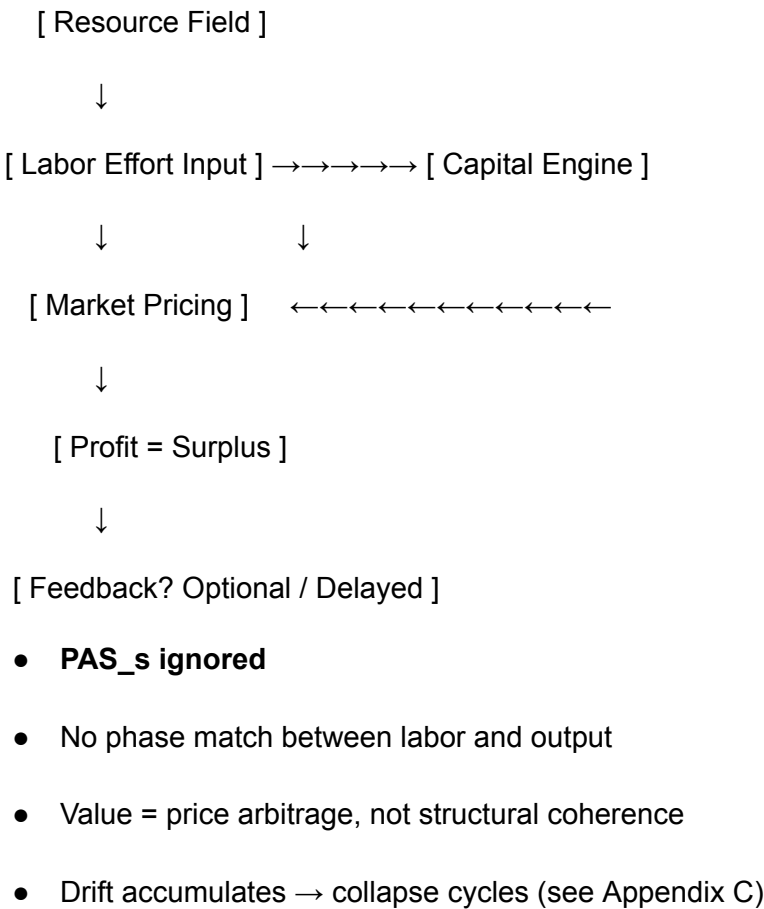 [ Resource Field ]
↓
[ Labor Effort Input ] →→→→→ [ Capital Engine ]
↓ ↓
[ Market Pricing ] ←←←←←←←←←←←
[ Profit = Surplus ]
↓
[ Feedback? Optional / Delayed ]
● PAS_s ignored
● No phase match between labor and output
● Value = price arbitrage, not structural coherence
● Drift accumulates → collapse cycles (see Appendix C)